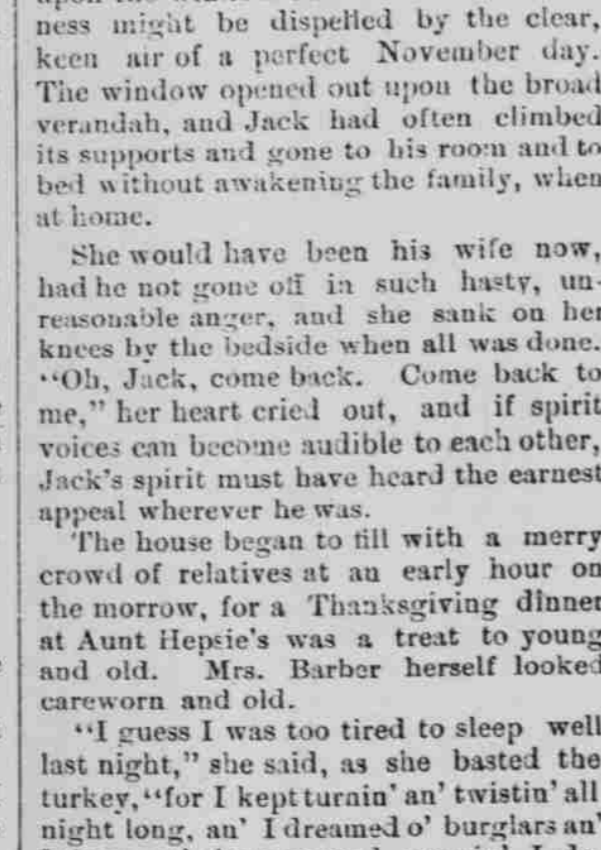 ness might be dispelled by the clear,
keen air of a perfect November day.
The window opened out upon the broad
verandah, and Jack had often climbed
its supports and gone to his room and to
bed without awakening the family, when
at home.
She would have been his wife now,
had he not gone off in such hasty, un-
reasonable anger, and she sank on her
knees by the bedside when all was done.
"Oh, Jack, come back. Come back to
me," her heart cried out, and if spirit
voices can become audible to each other,
Jack's spirit must have heard the earnest
appeal wherever he was.
The house began to fill with a merry
crowd of relatives at an early hour on
the morrow, for a Thanksgiving dinner
at Aunt Hepsie's was a treat to young
and old. Mrs. Barber herself looked
careworn and old.
"I guess I was too tired to sleep well
last night," she said, as she basted the
turkey, "for I kept turnin' an' twistin' all
night long, an' I dreamed o' burglars an'